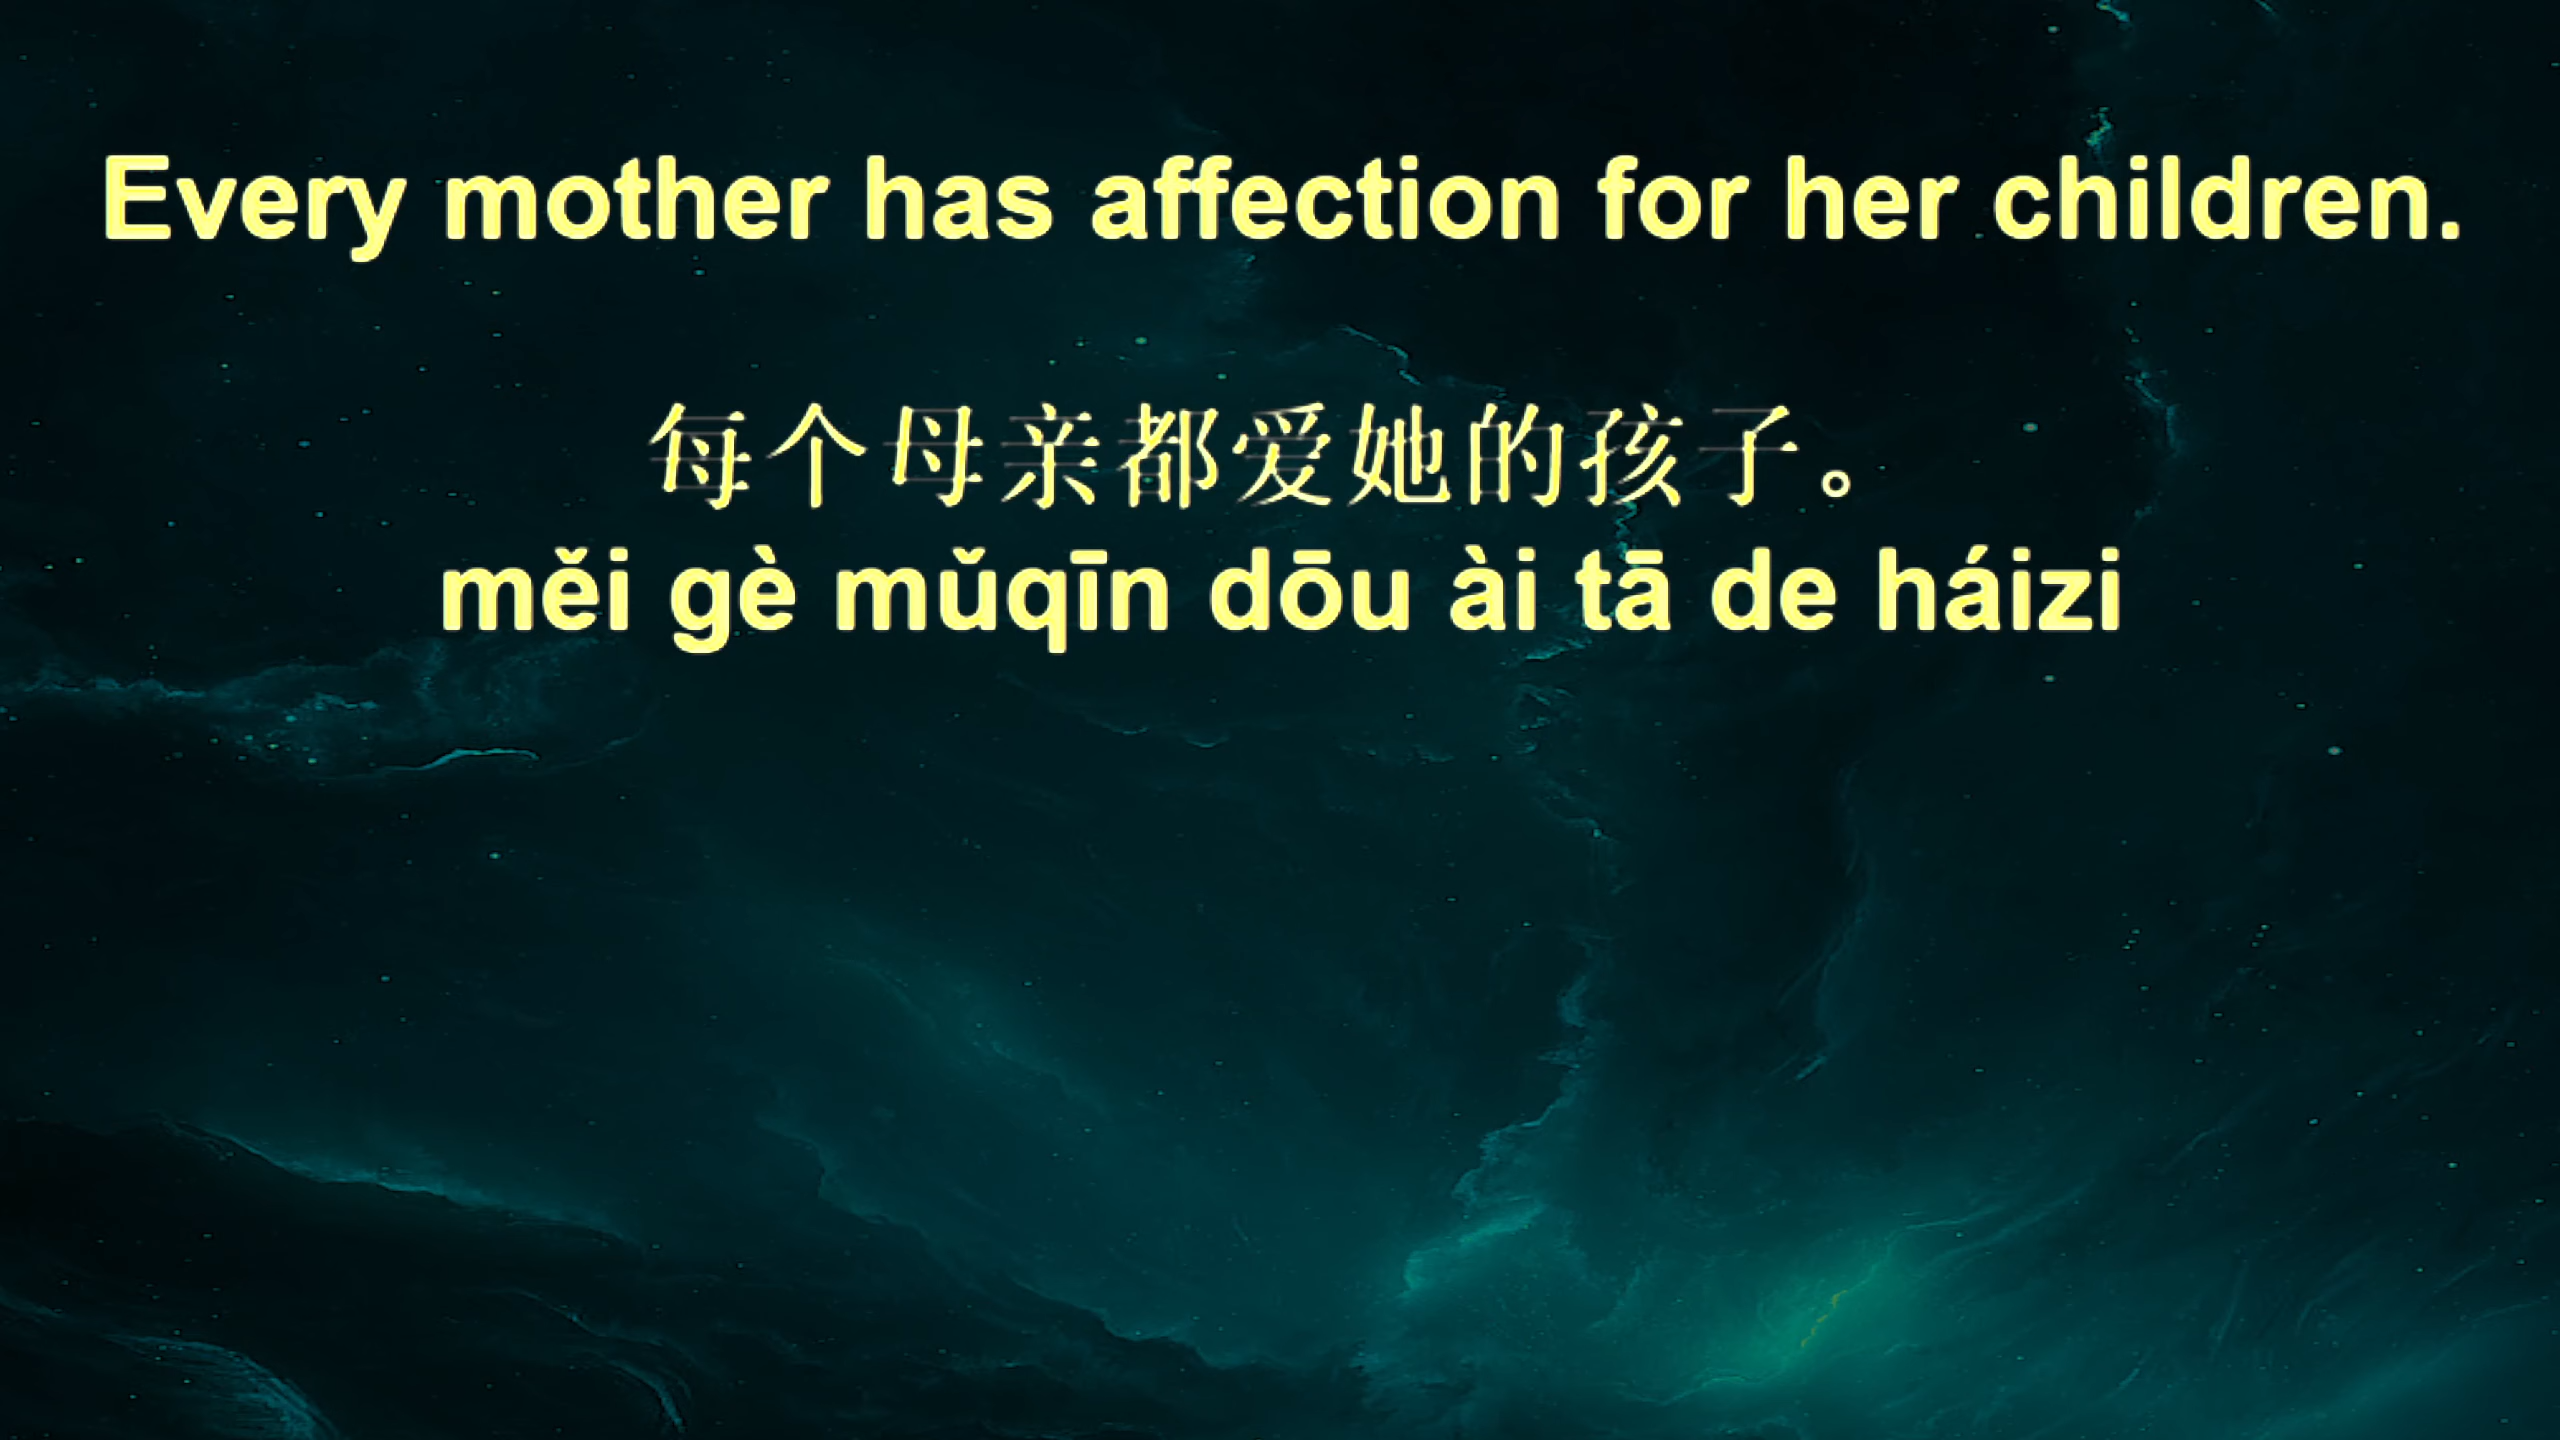 Every mother has affection for her children.
每个母亲都爱她的孩子。
měi gè mǔqīn dōu ài tā de háizi